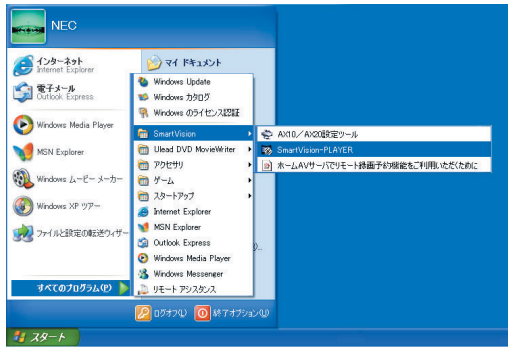 NEC
インターネット
Internet Explorer
電子メール
Outlook Express
Windows Media Player
MSN Explorer
Windows ムービー メーカー
Windows XP ツアー
ファイルと設定の転送ウィザー
すべてのプログラム(P)
マイ ドキュメント
Windows Update
Windows カタログ
Windows のライセンス認証
SmartVision
Ulead DVD MovieWriter
アクセサリ
ゲーム
スタートアップ
Internet Explorer
MSN Explorer
Outlook Express
Windows Media Player
Windows Messenger
リモート アシスタンス
AX10/AX20設定ツール
SmartVision-PLAYER
ホームAVサーバでリモート録画予約機能をご利用いただくために
ログオフ(L)
終了オプション(U)
スタート